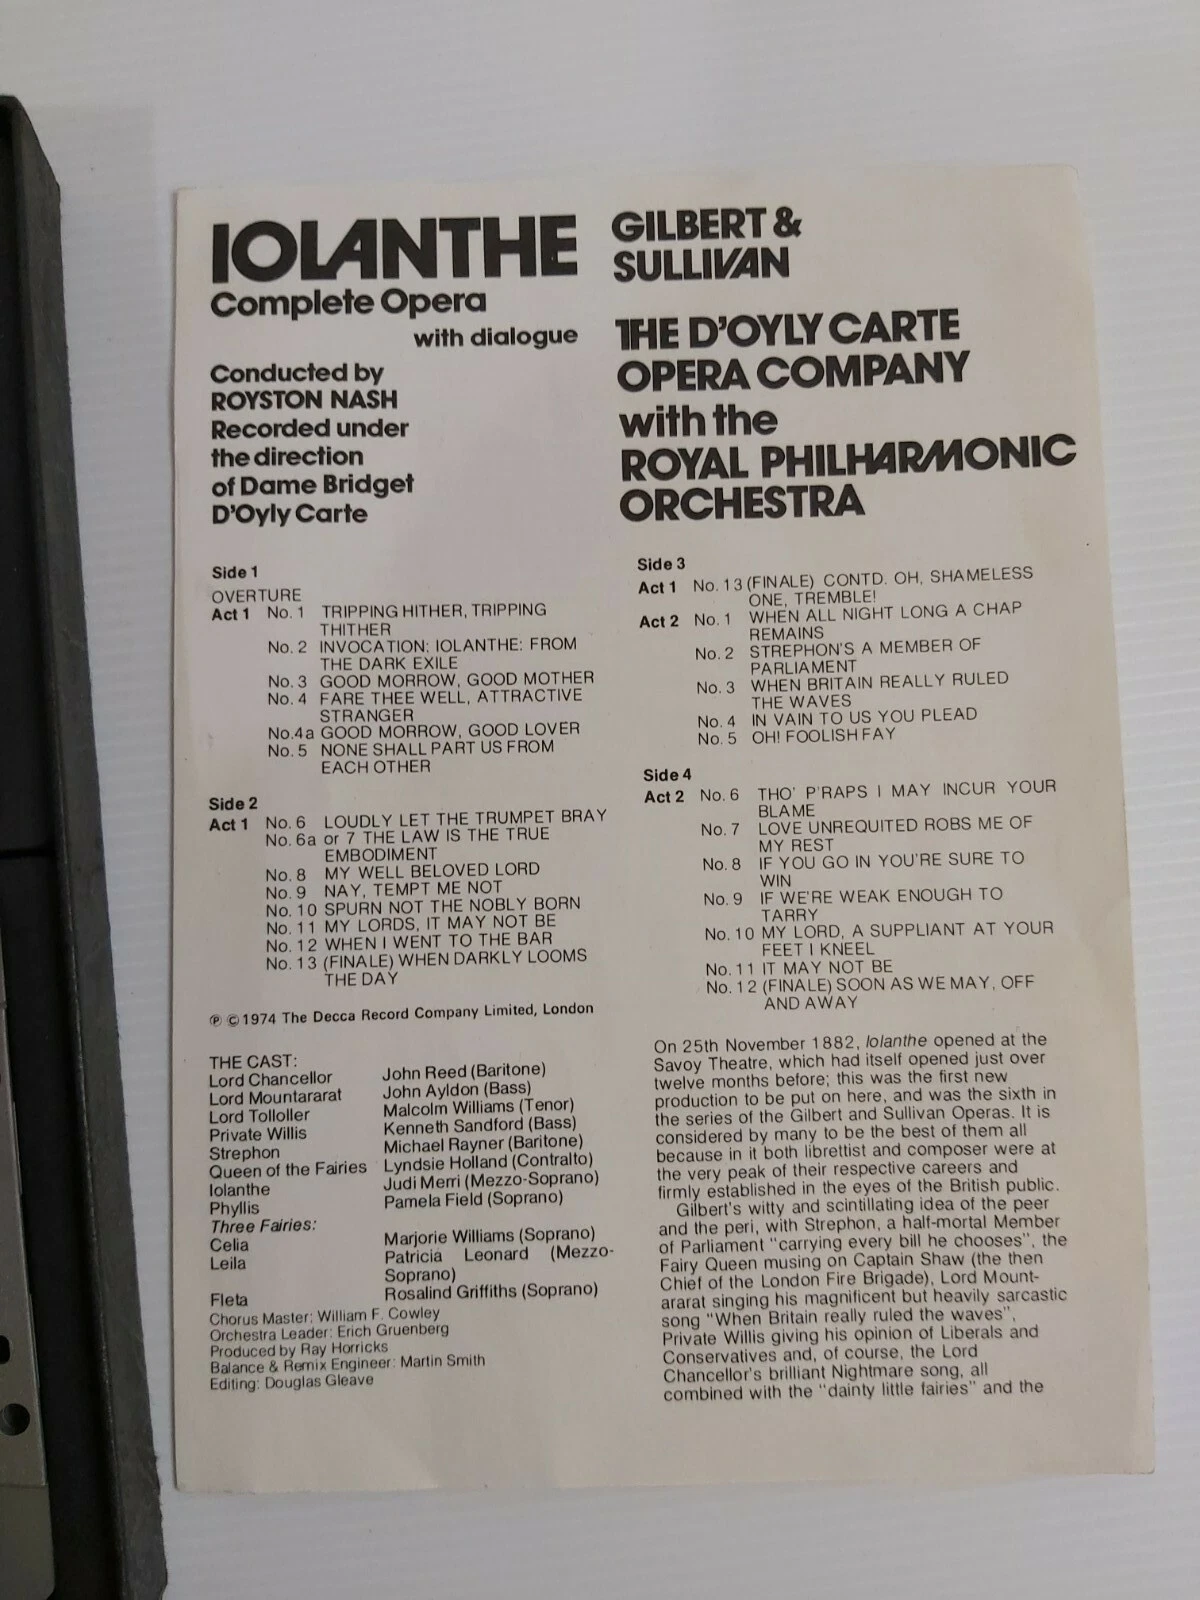 IOLANTHE
Complete Opera
with dialogue
Conducted by
ROYSTON NASH
Recorded under
the direction
of Dame Bridget
D'Oyly Carte
GILBERT &
SULLIVAN
THE D'OYLY CARTE
OPERA COMPANY
with the
ROYAL PHILHARMONIC
ORCHESTRA
Side 1
OVERTURE
Act 1 No. 1 TRIPPING HITHER, TRIPPING
THITHER
No. 2 INVOCATION: IOLANTHE: FROM
THE DARK EXILE
No. 3 GOOD MORROW, GOOD MOTHER
No. 4 FARE THEE WELL, ATTRACTIVE
STRANGER
No.4a GOOD MORROW, GOOD LOVER
No. 5 NONE SHALL PART US FROM
EACH OTHER
Side 2
Act 1 No. 6 LOUDLY LET THE TRUMPET BRAY
No. 6a or 7 THE LAW IS THE TRUE
EMBODIMENT
No. 8 MY WELL BELOVED LORD
No. 9 NAY, TEMPT ME NOT
No. 10 SPURN NOT THE NOBLY BORN
No. 11 MY LORDS, IT MAY NOT BE
No. 12 WHEN I WENT TO THE BAR
No. 13 (FINALE) WHEN DARKLY LOOMS
THE DAY
℗ © 1974 The Decca Record Company Limited, London
THE CAST:
Lord Chancellor John Reed (Baritone)
Lord Mountararat John Ayldon (Bass)
Lord Tolloller Malcolm Williams (Tenor)
Private Willis Kenneth Sandford (Bass)
Strephon Michael Rayner (Baritone)
Queen of the Fairies Lyndsie Holland (Contralto)
Iolanthe Judi Merri (Mezzo-Soprano)
Phyllis Pamela Field (Soprano)
Three Fairies:
Celia Marjorie Williams (Soprano)
Leila Patricia Leonard (Mezzo-
Soprano)
Fleta Rosalind Griffiths (Soprano)
Chorus Master: William F. Cowley
Orchestra Leader: Erich Gruenberg
Produced by Ray Horricks
Balance & Remix Engineer: Martin Smith
Editing: Douglas Gleave
Side 3
Act 1 No. 13 (FINALE) CONTD. OH, SHAMELESS
ONE, TREMBLE!
Act 2 No. 1 WHEN ALL NIGHT LONG A CHAP
REMAINS
No. 2 STREPHON'S A MEMBER OF
PARLIAMENT
No. 3 WHEN BRITAIN REALLY RULED
THE WAVES
No. 4 IN VAIN TO US YOU PLEAD
No. 5 OH! FOOLISH FAY
Side 4
Act 2 No. 6 THO' P'RAPS I MAY INCUR YOUR
BLAME
No. 7 LOVE UNREQUITED ROBS ME OF
MY REST
No. 8 IF YOU GO IN YOU'RE SURE TO
WIN
No. 9 IF WE'RE WEAK ENOUGH TO
TARRY
No. 10 MY LORD, A SUPPLIANT AT YOUR
FEET I KNEEL
No. 11 IT MAY NOT BE
No. 12 (FINALE) SOON AS WE MAY, OFF
AND AWAY
On 25th November 1882, Iolanthe opened at the
Savoy Theatre, which had itself opened just over
twelve months before; this was the first new
production to be put on here, and was the sixth in
the series of the Gilbert and Sullivan Operas. It is
considered by many to be the best of them all
because in it both librettist and composer were at
the very peak of their respective careers and
firmly established in the eyes of the British public.
Gilbert's witty and scintillating idea of the peer
and the peri, with Strephon, a half-mortal Member
of Parliament "carrying every bill he chooses", the
Fairy Queen musing on Captain Shaw (the then
Chief of the London Fire Brigade), Lord Mount-
ararat singing his magnificent but heavily sarcastic
song "When Britain really ruled the waves",
Private Willis giving his opinion of Liberals and
Conservatives and, of course, the Lord
Chancellor's brilliant Nightmare song, all
combined with the "dainty little fairies" and the